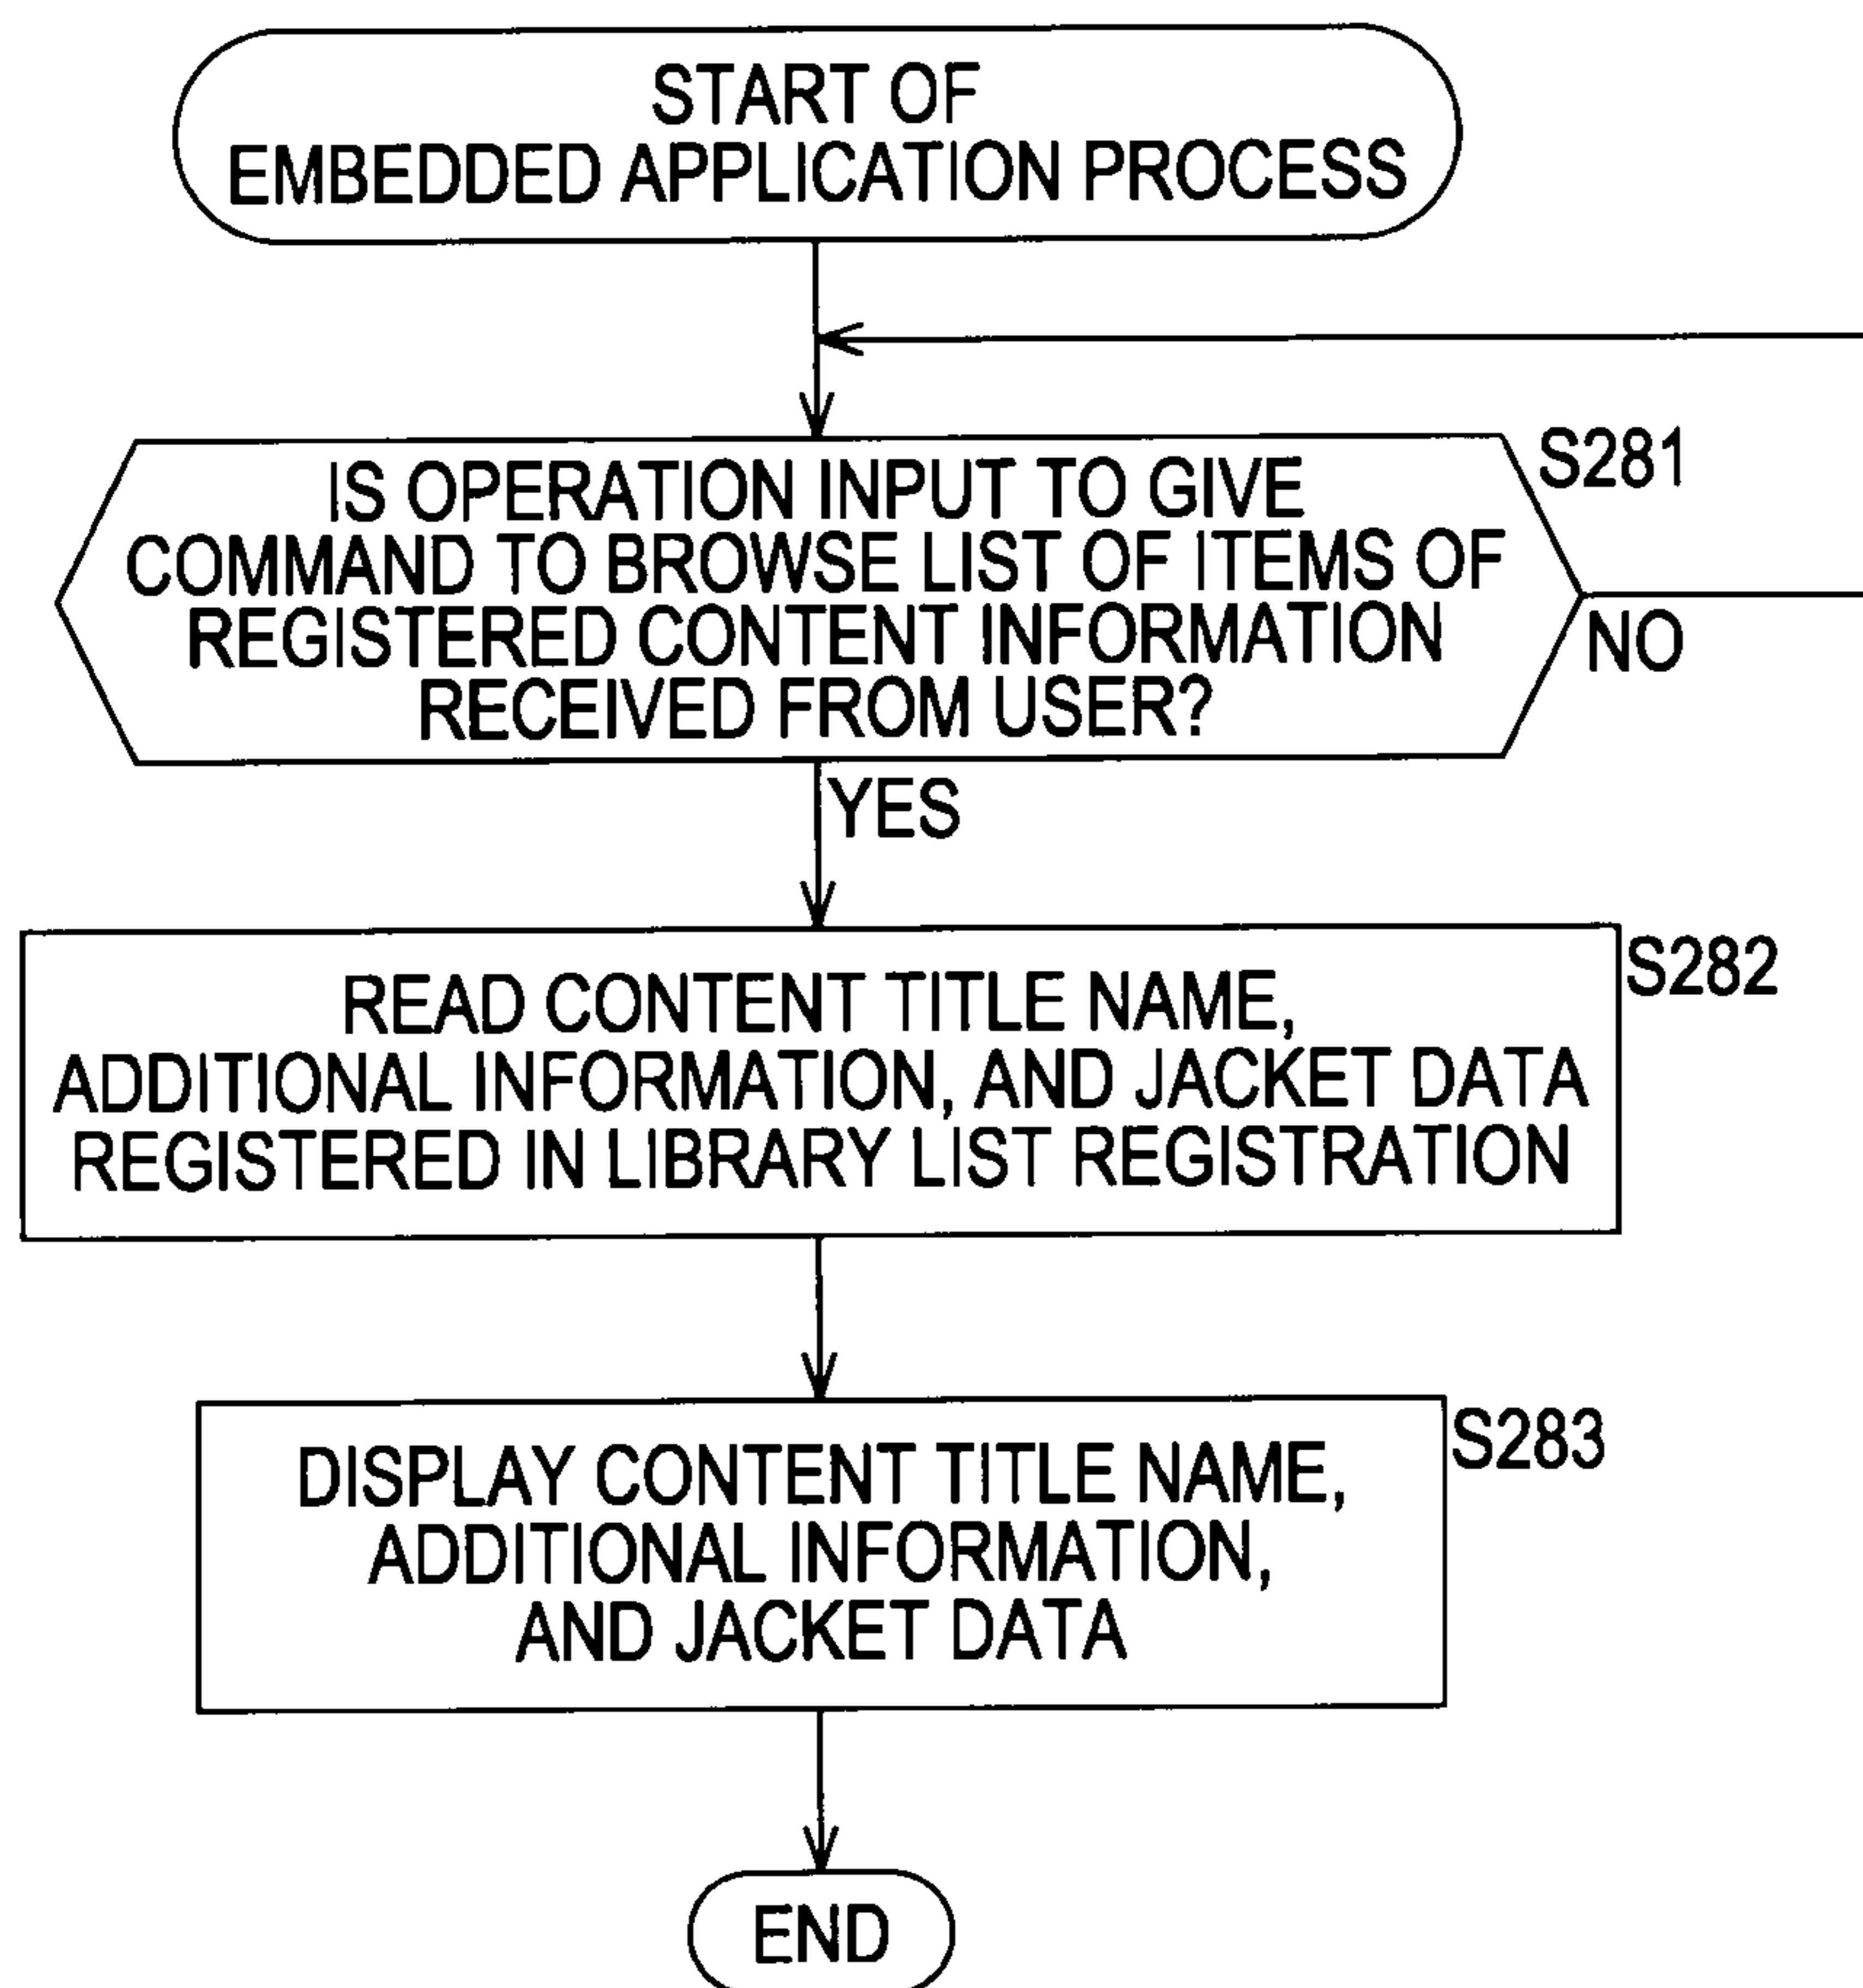 START OF
EMBEDDED APPLICATION PROCESS
S281
IS OPERATION INPUT TO GIVE
COMMAND TO BROWSE LIST OF ITEMS OF
REGISTERED CONTENT INFORMATION
RECEIVED FROM USER?
NO
YES
S282
READ CONTENT TITLE NAME,
ADDITIONAL INFORMATION, AND JACKET DATA
REGISTERED IN LIBRARY LIST REGISTRATION
S283
DISPLAY CONTENT TITLE NAME,
ADDITIONAL INFORMATION,
AND JACKET DATA
END